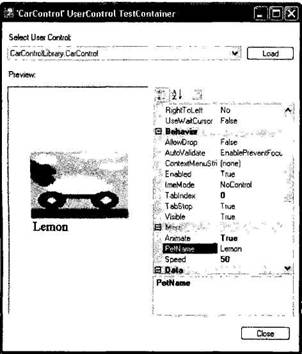 'CarControl' UserControl TestContainer
Select User Control:
CarControlLibrary.CarControl
Load
Preview:
RightToLeft No
UseWaitCursor False
Behavior
AllowDrop False
AutoValidate EnablePreventFocu
ContextMenuStri (none)
Enabled True
ImeMode NoControl
TabIndex 0
TabStop True
Visible True
Misc
Animate True
PetName Lemon
Speed 50
Data
Lemon
PetName
Close